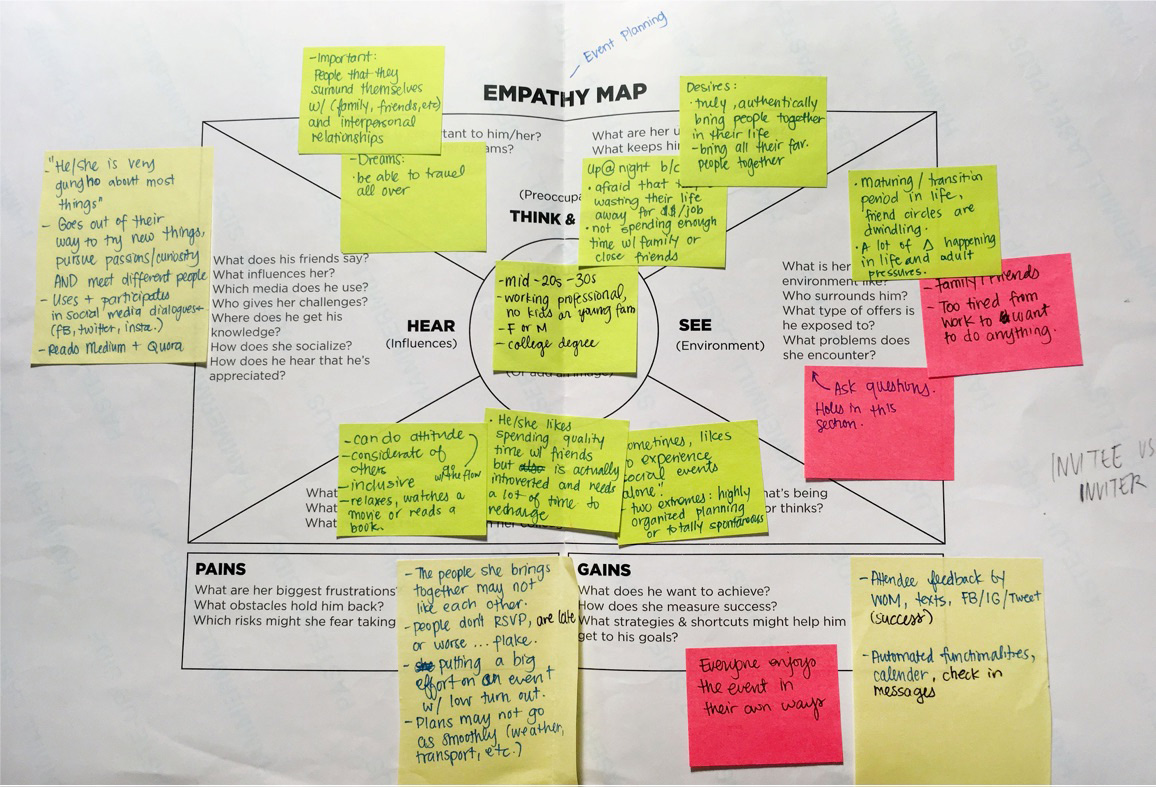 Event Planning
EMPATHY MAP
- Important:
People that they
surround themselves
w/ (family, friends, etc)
and interpersonal
relationships
tant to him/her?
ams?
- Dreams:
· be able to travel
all over
What are her u
What keeps him
Desires:
· truly, authentically
bring people together
in their life
- bring all their fav.
people together
Up @ night b/c
· afraid that
wasting their life
away for $$/job
· not spending enough
time w/ family or
close friends
(Preoccupa
THINK &
"He/she is very
gung ho about most
things"
- Goes out of their
way to try new things,
pursue passions/curiosity
AND meet different people
- Uses + participates
in social media dialogues
(FB, twitter, insta.)
- Reads Medium + Quora
What does his friends say?
What influences her?
Which media does he use?
Who gives her challenges?
Where does he get his
knowledge?
How does she socialize?
How does he hear that he's
appreciated?
HEAR
(Influences)
- mid-20s - 30s
- working professional,
no kids or young fam
- F or M
- college degree
(Or add an image)
SEE
(Environment)
What is her
environment like?
Who surrounds him?
What type of offers is
he exposed to?
What problems does
she encounter?
· Maturing / transition
period in life,
friend circles are
dwindling.
· A lot of Δ happening
in life and adult
pressures.
- family / friends
- Too tired from
work to want
to do anything.
Ask questions.
Holes in this
section.
INVITEE VS
INVITER
- can do attitude
- considerate of
others
- inclusive w/ the flow
- relaxes, watches a
movie or reads a
book.
· He/she likes
spending quality
time w/ friends
but is actually
introverted and needs
a lot of time to
recharge
ometimes, likes
o experience
social events
alone."
- two extremes: highly
organized planning
or totally spontaneous
What
What
What
at's being
or thinks?
PAINS
What are her biggest frustrations
What obstacles hold him back?
Which risks might she fear taking
- The people she brings
together may not
like each other.
- people don't RSVP, are late
or worse ... flake.
- putting a big
effort on an event
w/ low turn out.
- Plans may not go
as smoothly (weather,
transport, etc.)
GAINS
What does he want to achieve?
How does she measure success?
What strategies & shortcuts might help him
get to his goals?
Everyone enjoys
the event in
their own ways
- Attendee feedback by
WOM, texts, FB/IG/Tweet
(success)
- Automated functionalities,
calender, check in
messages